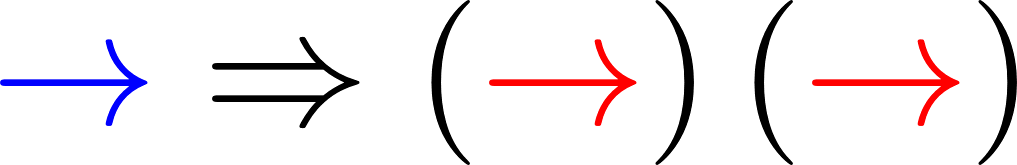 → ⇒ (→) (→)